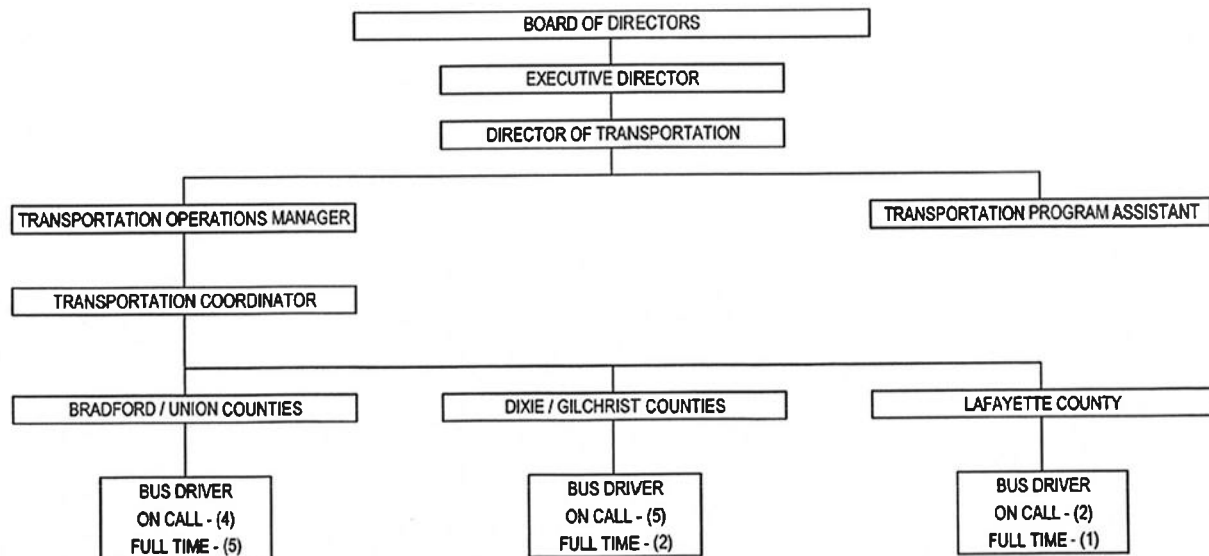 BOARD OF DIRECTORS
EXECUTIVE DIRECTOR
DIRECTOR OF TRANSPORTATION
TRANSPORTATION OPERATIONS MANAGER
TRANSPORTATION PROGRAM ASSISTANT
TRANSPORTATION COORDINATOR
BRADFORD / UNION COUNTIES
DIXIE / GILCHRIST COUNTIES
LAFAYETTE COUNTY
BUS DRIVER
ON CALL - (4)
FULL TIME - (5)
BUS DRIVER
ON CALL - (5)
FULL TIME - (2)
BUS DRIVER
ON CALL - (2)
FULL TIME - (1)